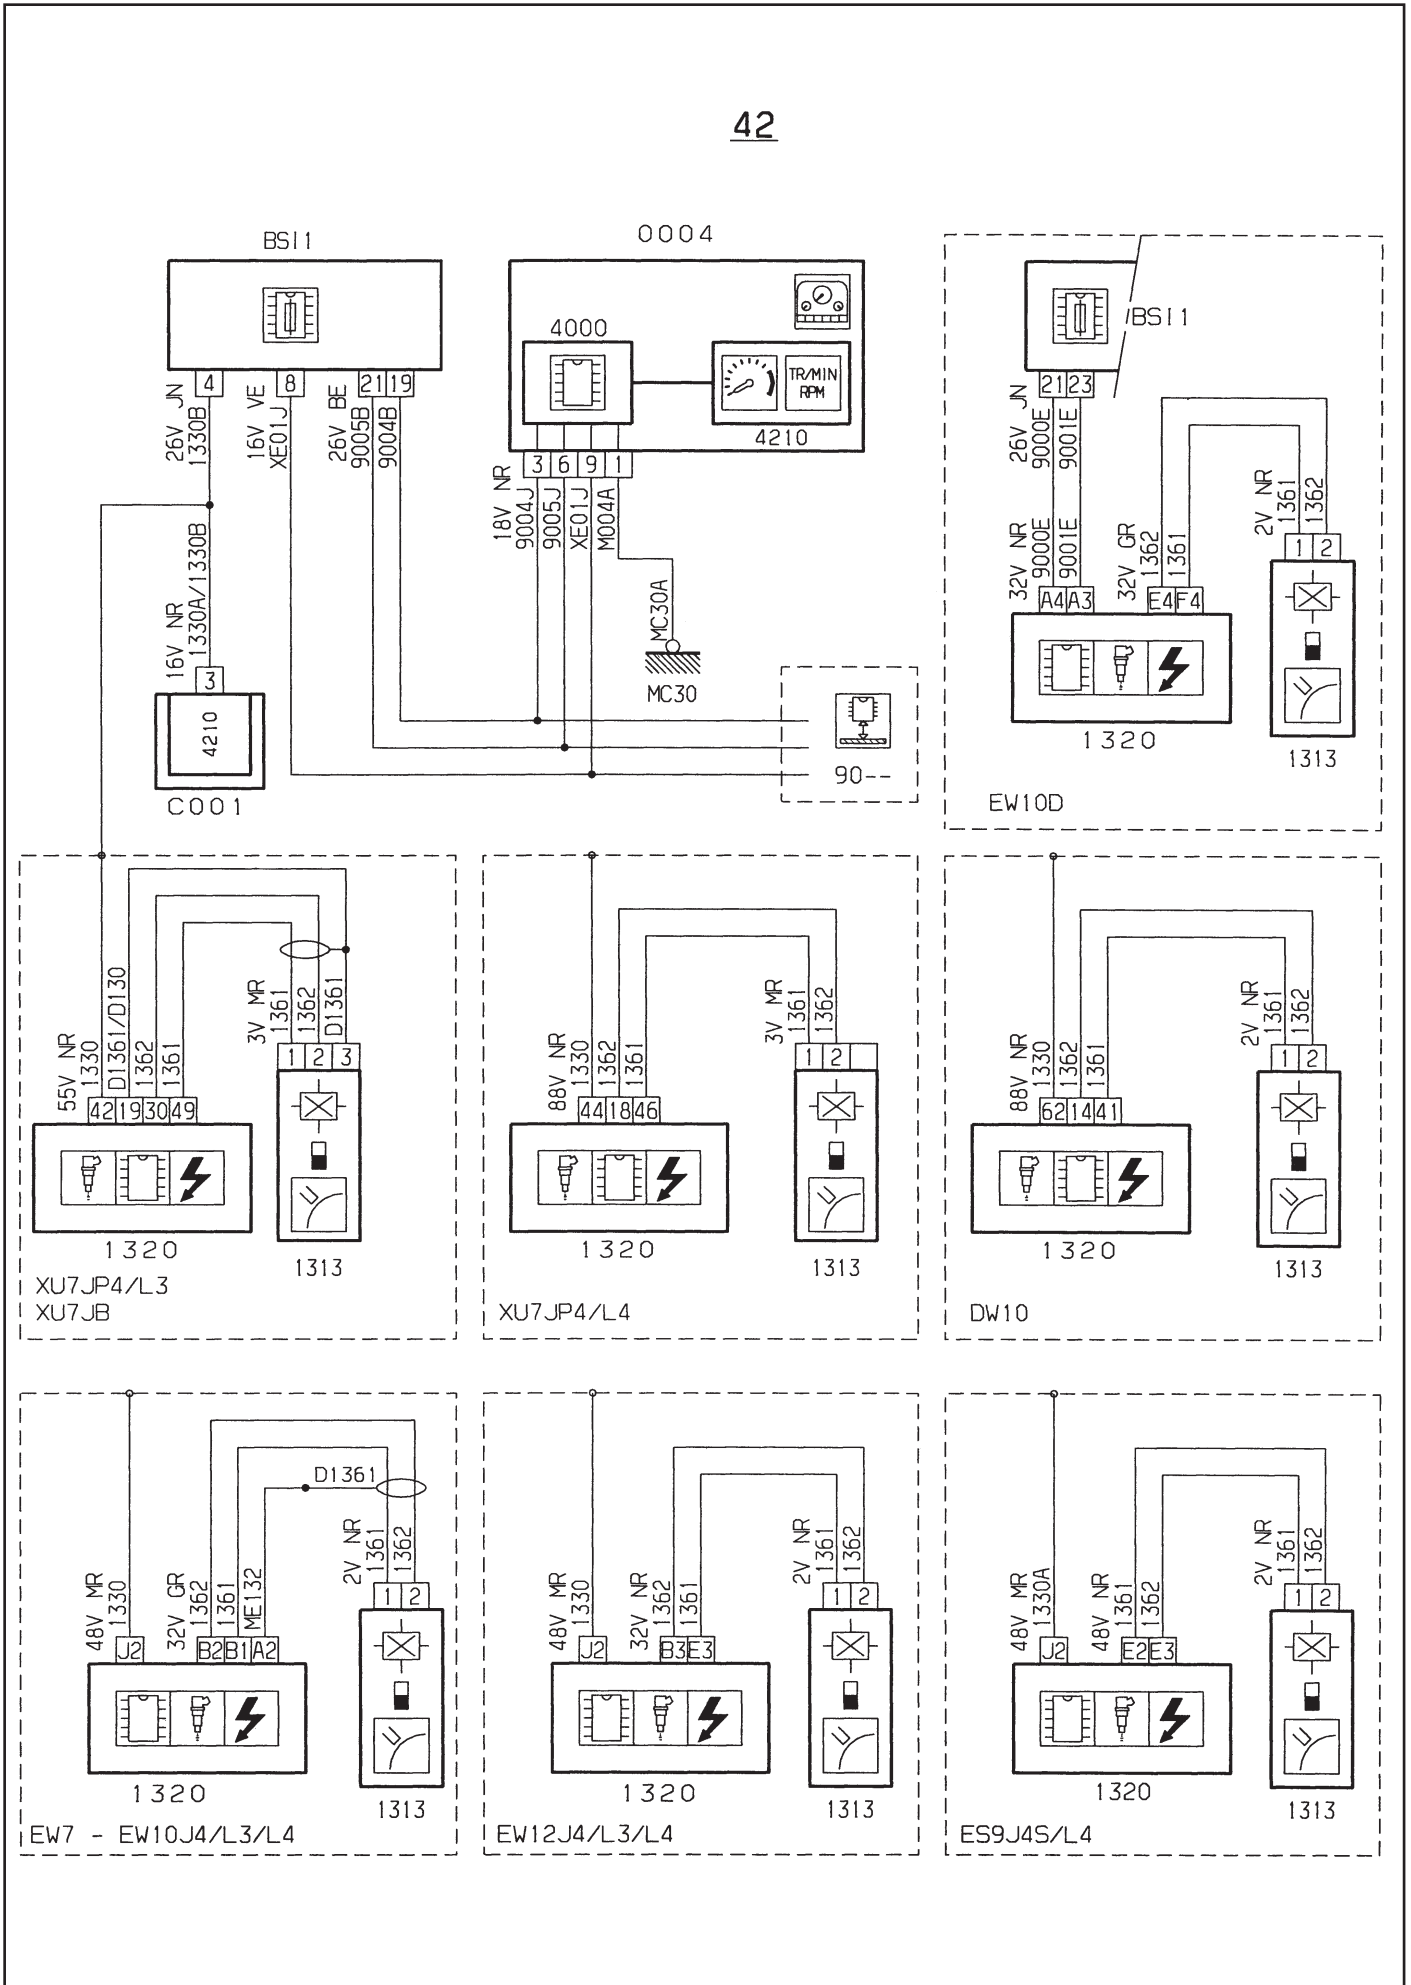 42
BSI1
4
8
21
19
26V JN
1330B
16V VE
XE01J
26V BE
9005B
9004B
16V NR
1330A/1330B
3
4210
C001
0004
4000
TR/MIN
RPM
4210
3
6
9
1
18V NR
9004J
9005J
XE01J
M004A
MC30A
MC30
90--
BSI1
21
23
26V JN
9000E
9001E
32V NR
9000E
9001E
32V GR
1362
1361
2V NR
1361
1362
A4
A3
E4
F4
1
2
1320
1313
EW10D
55V NR
1330
D1361/D130
1362
1361
3V MR
1361
1362
D1361
42
19
30
49
1
2
3
1320
1313
XU7JP4/L3
XU7JB
88V NR
1330
1362
1361
3V MR
1361
1362
44
18
46
1
2
1320
1313
XU7JP4/L4
88V NR
1330
1362
1361
2V NR
1361
1362
62
14
41
1
2
1320
1313
DW10
D1361
48V MR
1330
32V GR
1362
1361
ME132
2V NR
1361
1362
J2
B2
B1
A2
1
2
1320
1313
EW7 - EW10J4/L3/L4
48V MR
1330
32V NR
1362
1361
2V NR
1361
1362
J2
B3
E3
1
2
1320
1313
EW12J4/L3/L4
48V MR
1330A
48V NR
1361
1362
2V NR
1361
1362
J2
E2
E3
1
2
1320
1313
ES9J4S/L4